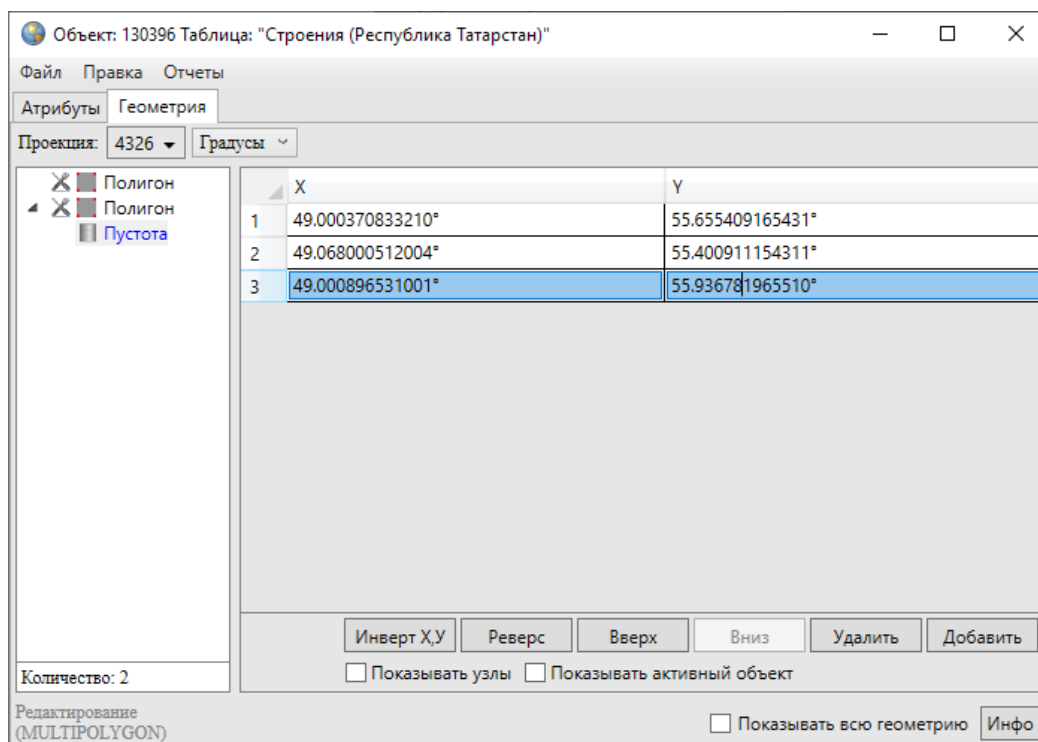 Объект: 130396 Таблица: "Строения (Республика Татарстан)"
Файл Правка Отчеты
Атрибуты Геометрия
Проекция: 4326 Градусы
Полигон
Полигон
Пустота
X Y
1 49.000370833210° 55.655409165431°
2 49.068000512004° 55.400911154311°
3 49.000896531001° 55.936781965510°
Инверт X,У Реверс Вверх Вниз Удалить Добавить
Показывать узлы Показывать активный объект
Количество: 2
Редактирование
(MULTIPOLYGON)
Показывать всю геометрию Инфо